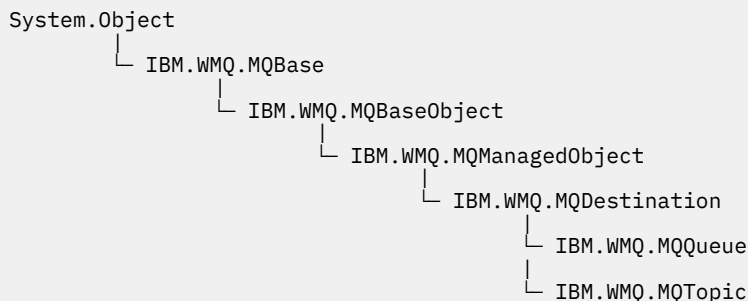 System.Object
IBM.WMQ.MQBase
IBM.WMQ.MQBaseObject
IBM.WMQ.MQManagedObject
IBM.WMQ.MQDestination
IBM.WMQ.MQQueue
IBM.WMQ.MQTopic